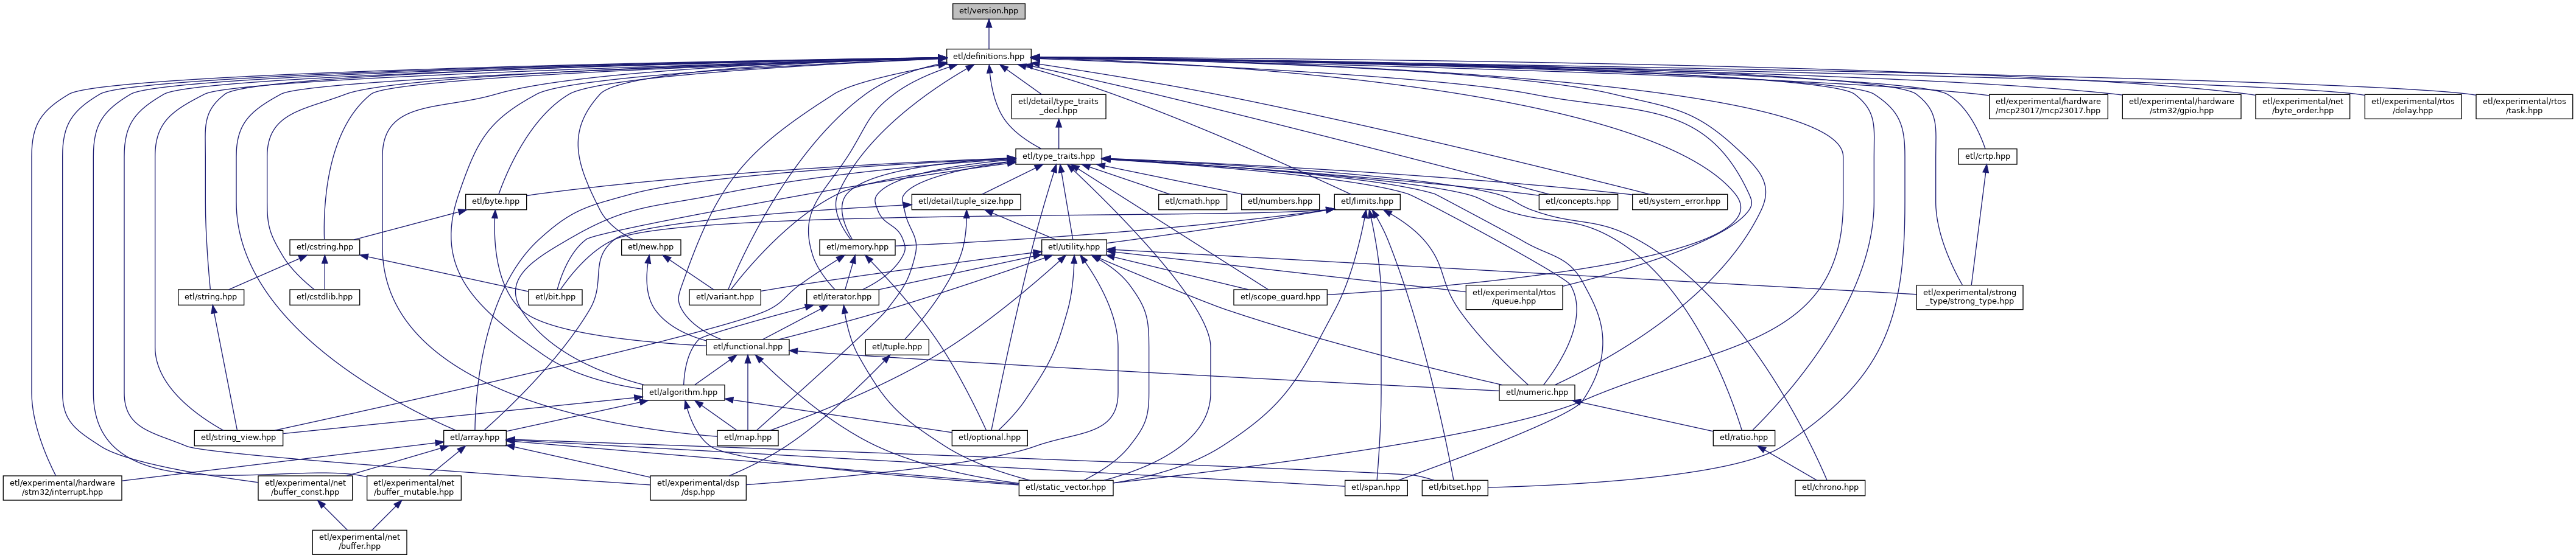 etl/version.hpp
etl/definitions.hpp
etl/detail/type_traits
_decl.hpp
etl/experimental/hardware
/mcp23017/mcp23017.hpp
etl/experimental/hardware
/stm32/gpio.hpp
etl/experimental/net
/byte_order.hpp
etl/experimental/rtos
/delay.hpp
etl/experimental/rtos
/task.hpp
etl/type_traits.hpp
etl/crtp.hpp
etl/byte.hpp
etl/detail/tuple_size.hpp
etl/cmath.hpp
etl/numbers.hpp
etl/limits.hpp
etl/concepts.hpp
etl/system_error.hpp
etl/cstring.hpp
etl/new.hpp
etl/memory.hpp
etl/utility.hpp
etl/string.hpp
etl/cstdlib.hpp
etl/bit.hpp
etl/variant.hpp
etl/iterator.hpp
etl/scope_guard.hpp
etl/experimental/rtos
/queue.hpp
etl/experimental/strong
_type/strong_type.hpp
etl/functional.hpp
etl/tuple.hpp
etl/algorithm.hpp
etl/numeric.hpp
etl/string_view.hpp
etl/array.hpp
etl/map.hpp
etl/optional.hpp
etl/ratio.hpp
etl/experimental/hardware
/stm32/interrupt.hpp
etl/experimental/net
/buffer_const.hpp
etl/experimental/net
/buffer_mutable.hpp
etl/experimental/dsp
/dsp.hpp
etl/static_vector.hpp
etl/span.hpp
etl/bitset.hpp
etl/chrono.hpp
etl/experimental/net
/buffer.hpp